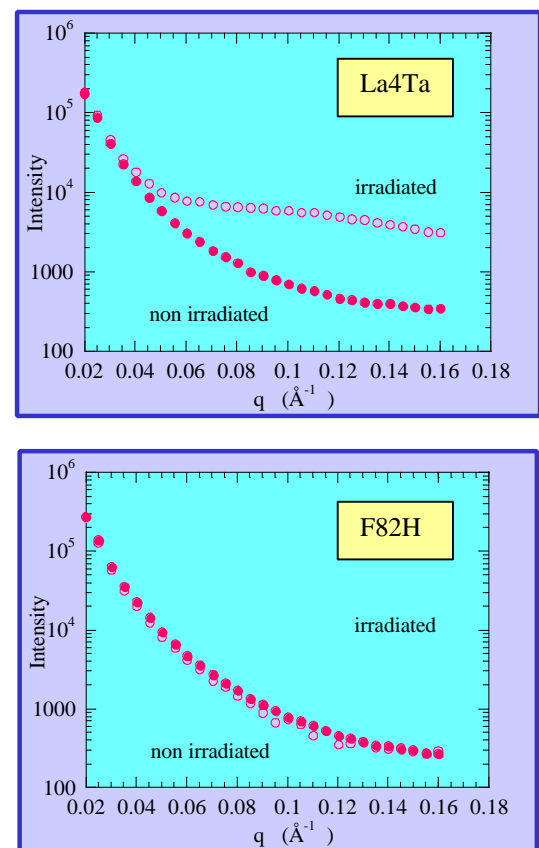 10^6
La4Ta
10^5
10^4
irradiated
Intensity
1000
non irradiated
100
0.02 0.04 0.06 0.08 0.1 0.12 0.14 0.16 0.18
q (Å^-1 )
10^6
F82H
10^5
10^4
irradiated
Intensity
1000
non irradiated
100
0.02 0.04 0.06 0.08 0.1 0.12 0.14 0.16 0.18
q (Å^-1 )